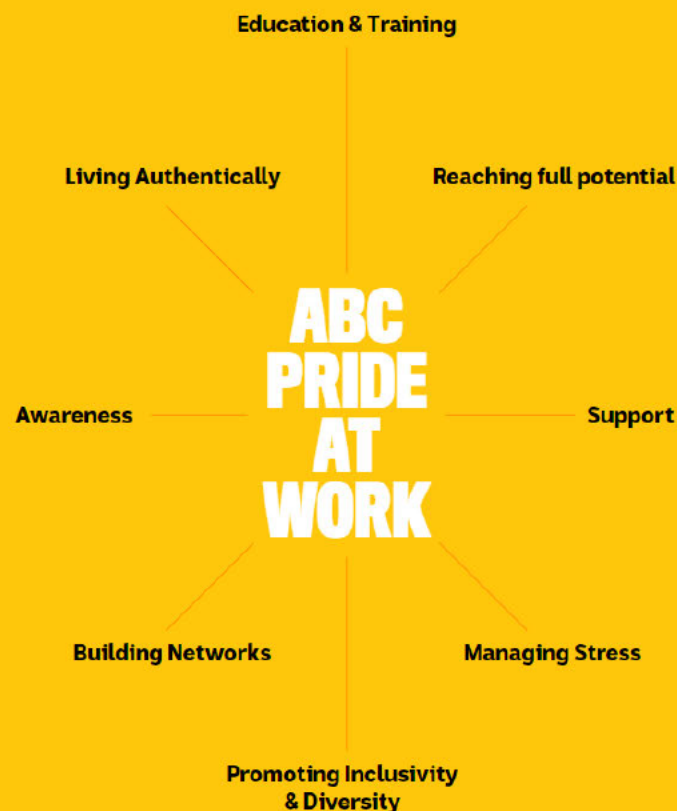 Education & Training
Living Authentically
Reaching full potential
ABC
PRIDE
AT
WORK
Awareness
Support
Building Networks
Managing Stress
Promoting Inclusivity
& Diversity